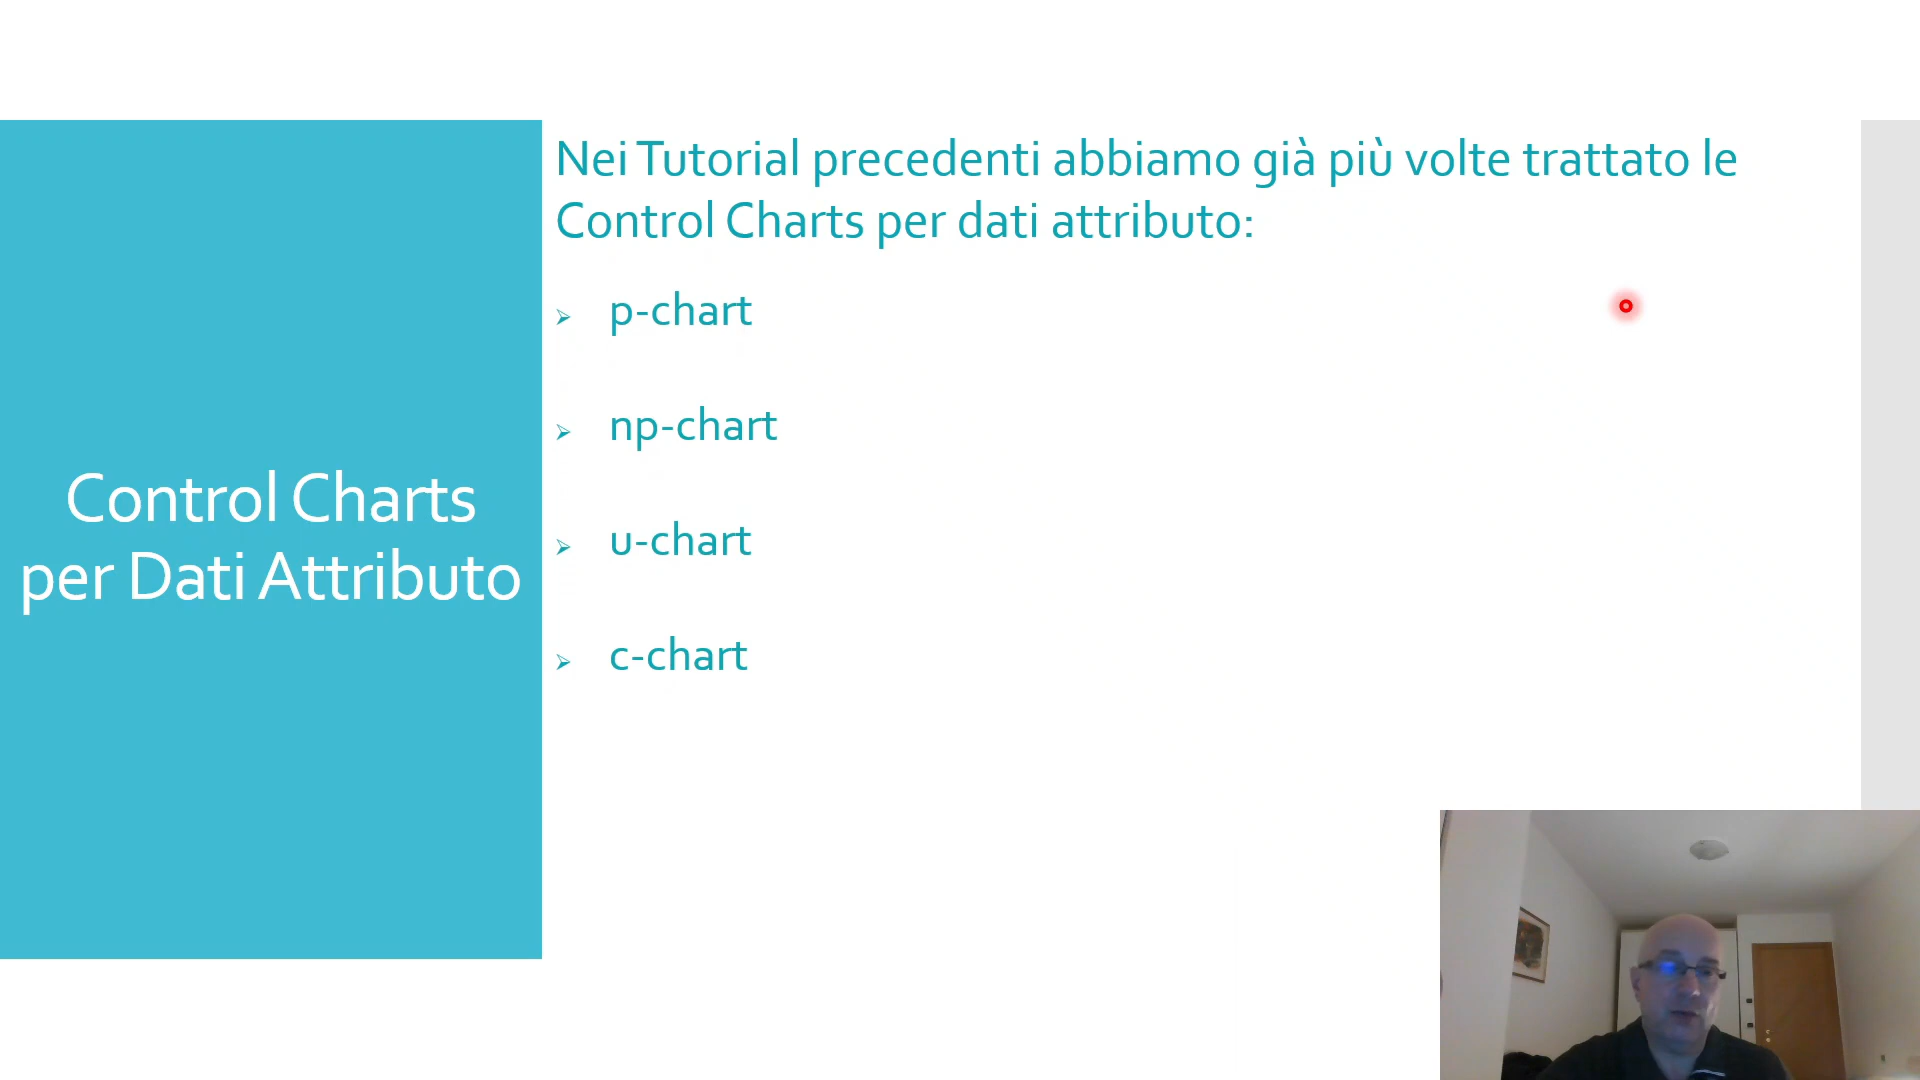 Control Charts
per Dati Attributo
Nei Tutorial precedenti abbiamo già più volte trattato le
Control Charts per dati attributo:
p-chart
np-chart
u-chart
c-chart